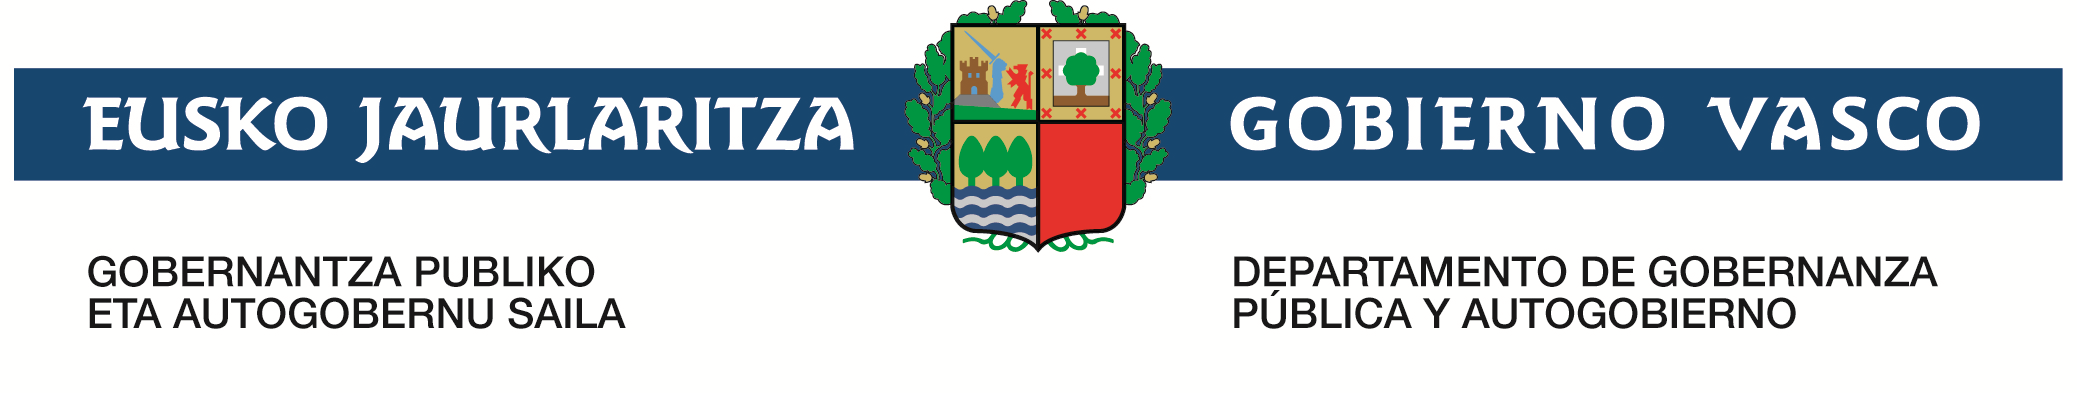 EUSKO JAURLARITZA
GOBIERNO VASCO
GOBERNANTZA PUBLIKO
ETA AUTOGOBERNU SAILA
DEPARTAMENTO DE GOBERNANZA
PÚBLICA Y AUTOGOBIERNO